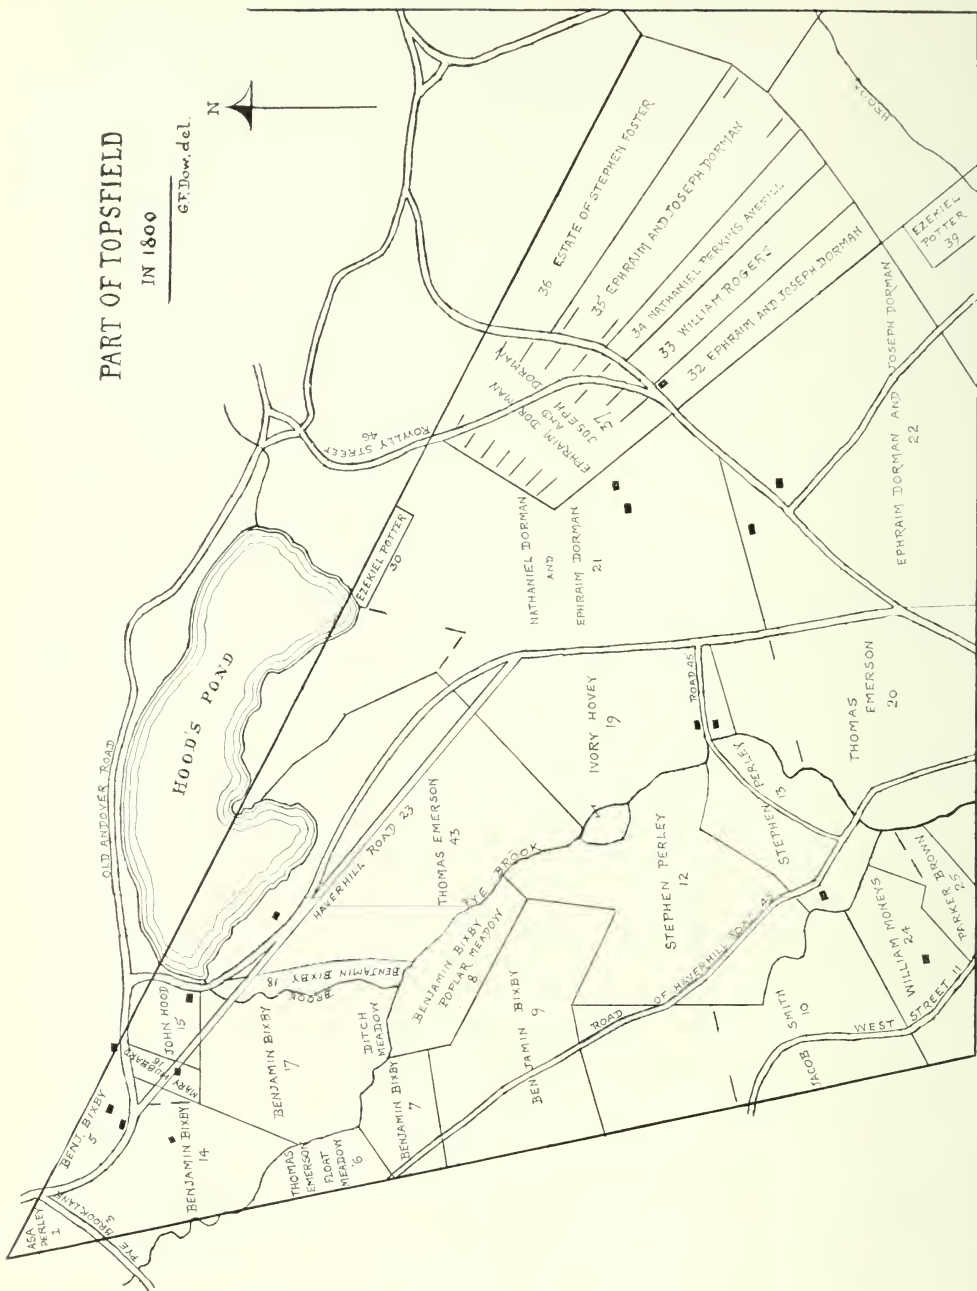 PART OF TOPSFIELD
IN 1800
G.F. Dow. del.
N
36 ESTATE OF STEPHEN FOSTER
35 EPHRAIM AND JOSEPH DORMAN
34 NATHANIEL PERKINS AVERILL
33 WILLIAM ROGERS
32 EPHRAIM AND JOSEPH DORMAN
EPHRAIM DORMAN
AND
JOSEPH DORMAN
37
BROOK
EZEKIEL
POTTER
39
EPHRAIM DORMAN AND JOSEPH DORMAN
22
ROWLEY STREET
46
EZEKIEL POTTER
30
NATHANIEL DORMAN
AND
EPHRAIM DORMAN
21
OLD ANDOVER ROAD
HOOD'S POND
HAVERHILL ROAD 23
THOMAS EMERSON
43
IVORY HOVEY
19
ROAD 45
THOMAS
EMERSON
20
STEPHEN PERLEY
13
STEPHEN PERLEY
12
PYE BROOK
BENJAMIN BIXBY
POPLAR MEADOW
8
BENJAMIN BIXBY
9
ROAD OF HAVERHILL ROAD
WILLIAM MONEYS
24
PARKER BROWN
25
JACOB SMITH
10
WEST STREET 11
BENJAMIN BIXBY
18
BROOK
DITCH
MEADOW
BENJAMIN BIXBY
7
BENJAMIN BIXBY
17
JOHN HOOD
15
MARY HUBBARD
16
BENJ. BIXBY
5
BENJAMIN BIXBY
14
THOMAS
EMERSON
FLOAT
MEADOW
6
ASA
PERLEY
1
PYE BROOK LANE
3